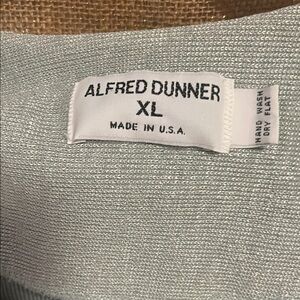 ALFRED DUNNER
XL
MADE IN U.S.A.
HAND WASH
DRY FLAT